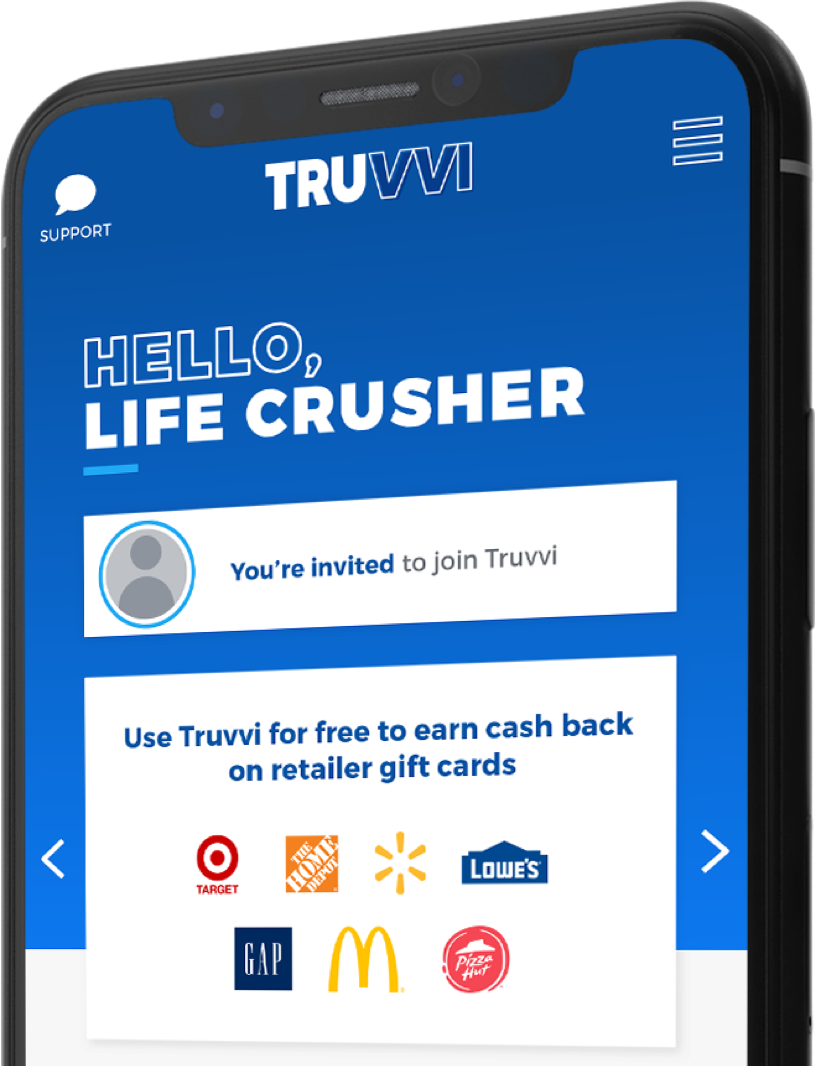 TRUVVI
SUPPORT
HELLO,
LIFE CRUSHER
You're invited to join Truvvi
Use Truvvi for free to earn cash back
on retailer gift cards
TARGET
THE
HOME
DEPOT
LOWE'S
GAP
Pizza
Hut